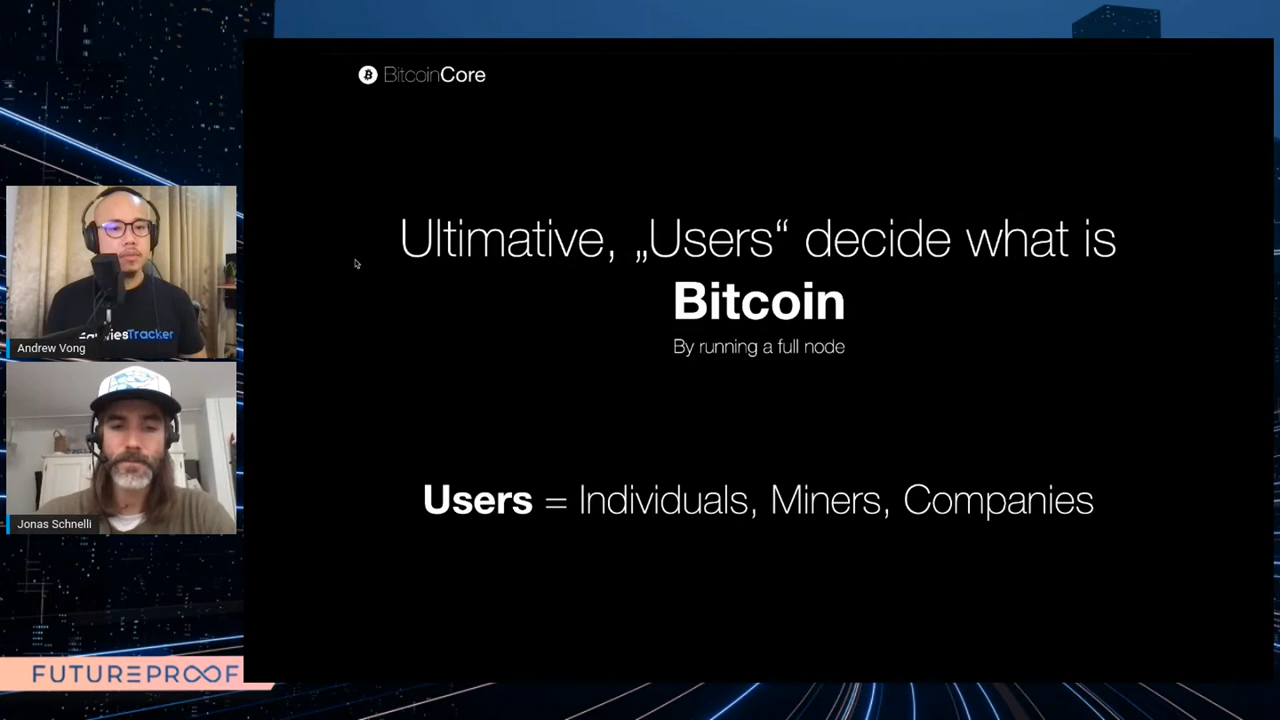 BitcoinCore
Ultimative, „Users“ decide what is
Bitcoin
By running a full node
Users = Individuals, Miners, Companies
Tracker
Andrew Vong
Jonas Schnelli
FUTUREPROOF